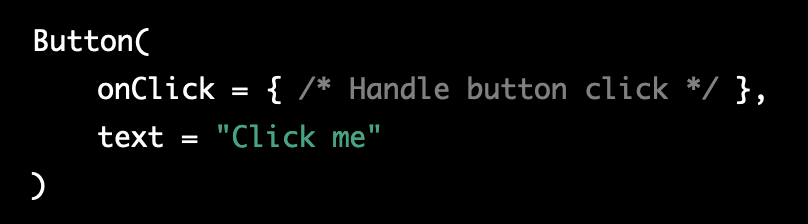 Button(
    onClick = { /* Handle button click */ },
    text = "Click me"
)